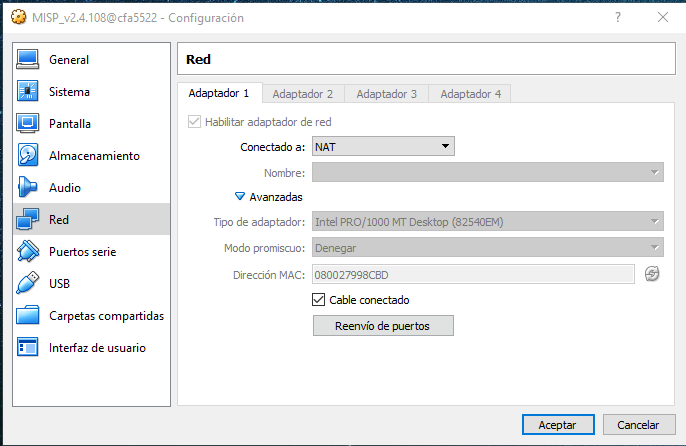 MISP_v2.4.108@cfa5522 - Configuración
General
Sistema
Pantalla
Almacenamiento
Audio
Red
Puertos serie
USB
Carpetas compartidas
Interfaz de usuario
Red
Adaptador 1 Adaptador 2 Adaptador 3 Adaptador 4
Habilitar adaptador de red
Conectado a: NAT
Nombre:
Avanzadas
Tipo de adaptador: Intel PRO/1000 MT Desktop (82540EM)
Modo promiscuo: Denegar
Dirección MAC: 080027998CBD
Cable conectado
Reenvío de puertos
Aceptar Cancelar